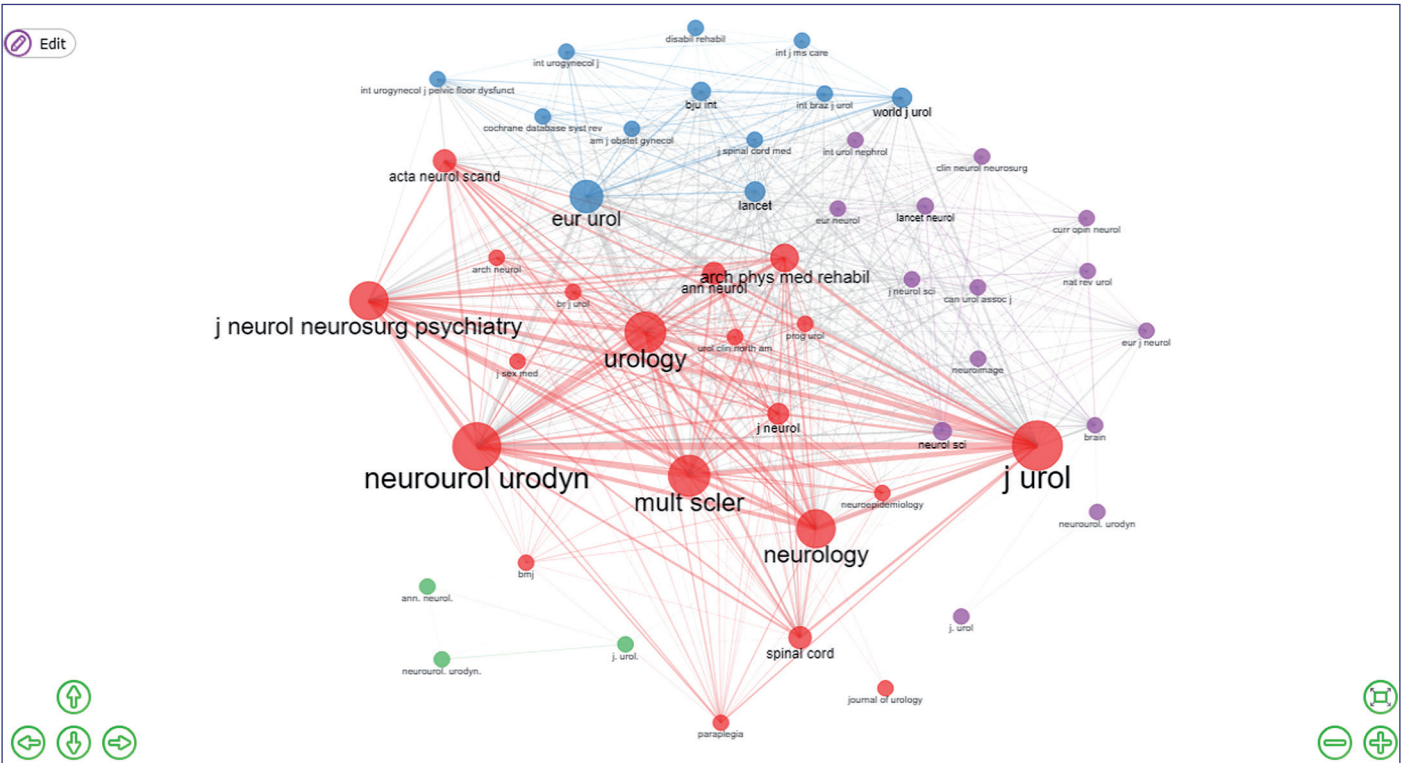 disabil rehabil
int j ms care
Edit
int urogynecol j
int urogynecol j pelvic floor dysfunct
bju int
int braz j urol
world j urol
cochrane database syst rev
am j obstet gynecol
j spinal cord med
int urol nephrol
clin neurol neurosurg
acta neurol scand
eur urol
lancet
eur neurol
lancet neurol
curr opin neurol
arch neurol
arch phys med rehabil
ann neurol
j neurol sci
can urol assoc j
nat rev urol
br j urol
j neurol neurosurg psychiatry
urology
urol clin north am
prog urol
eur j neurol
j sex med
neuroimage
j neurol
neurol sci
brain
neurourol urodyn
mult scler
j urol
neuroepidemiology
neurourol. urodyn
neurology
bmj
ann. neurol.
j. urol
spinal cord
j. urol.
neurourol. urodyn.
journal of urology
paraplegia